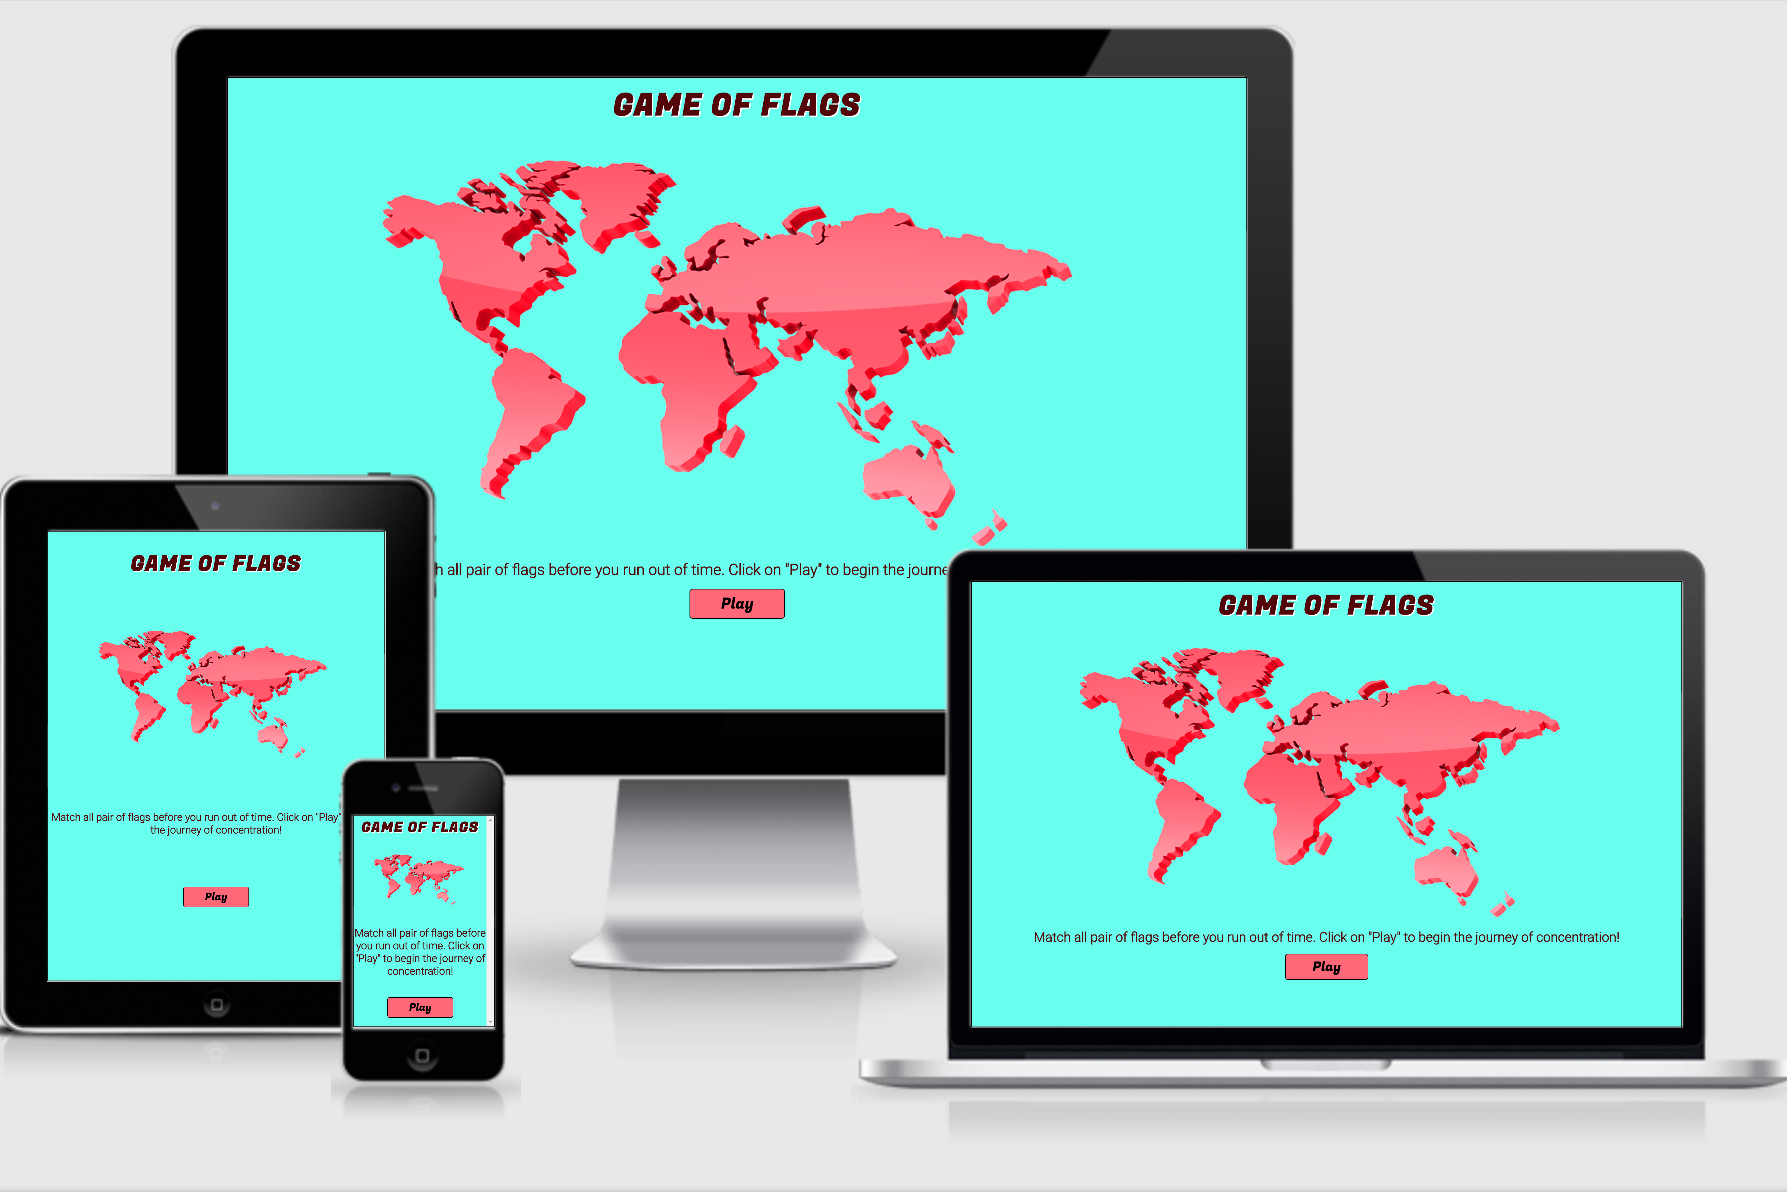 GAME OF FLAGS
all pair of flags before you run out of time. Click on "Play" to begin the
Play
GAME OF FLAGS
Match all pair of flags before you run out of time. Click on "Play"
the journey of concentration!
Play
GAME OF FLAGS
Match all pair of flags before
you run out of time. Click on
"Play" to begin the journey of
concentration!
Play
GAME OF FLAGS
Match all pair of flags before you run out of time. Click on "Play" to begin the journey of concentration!
Play